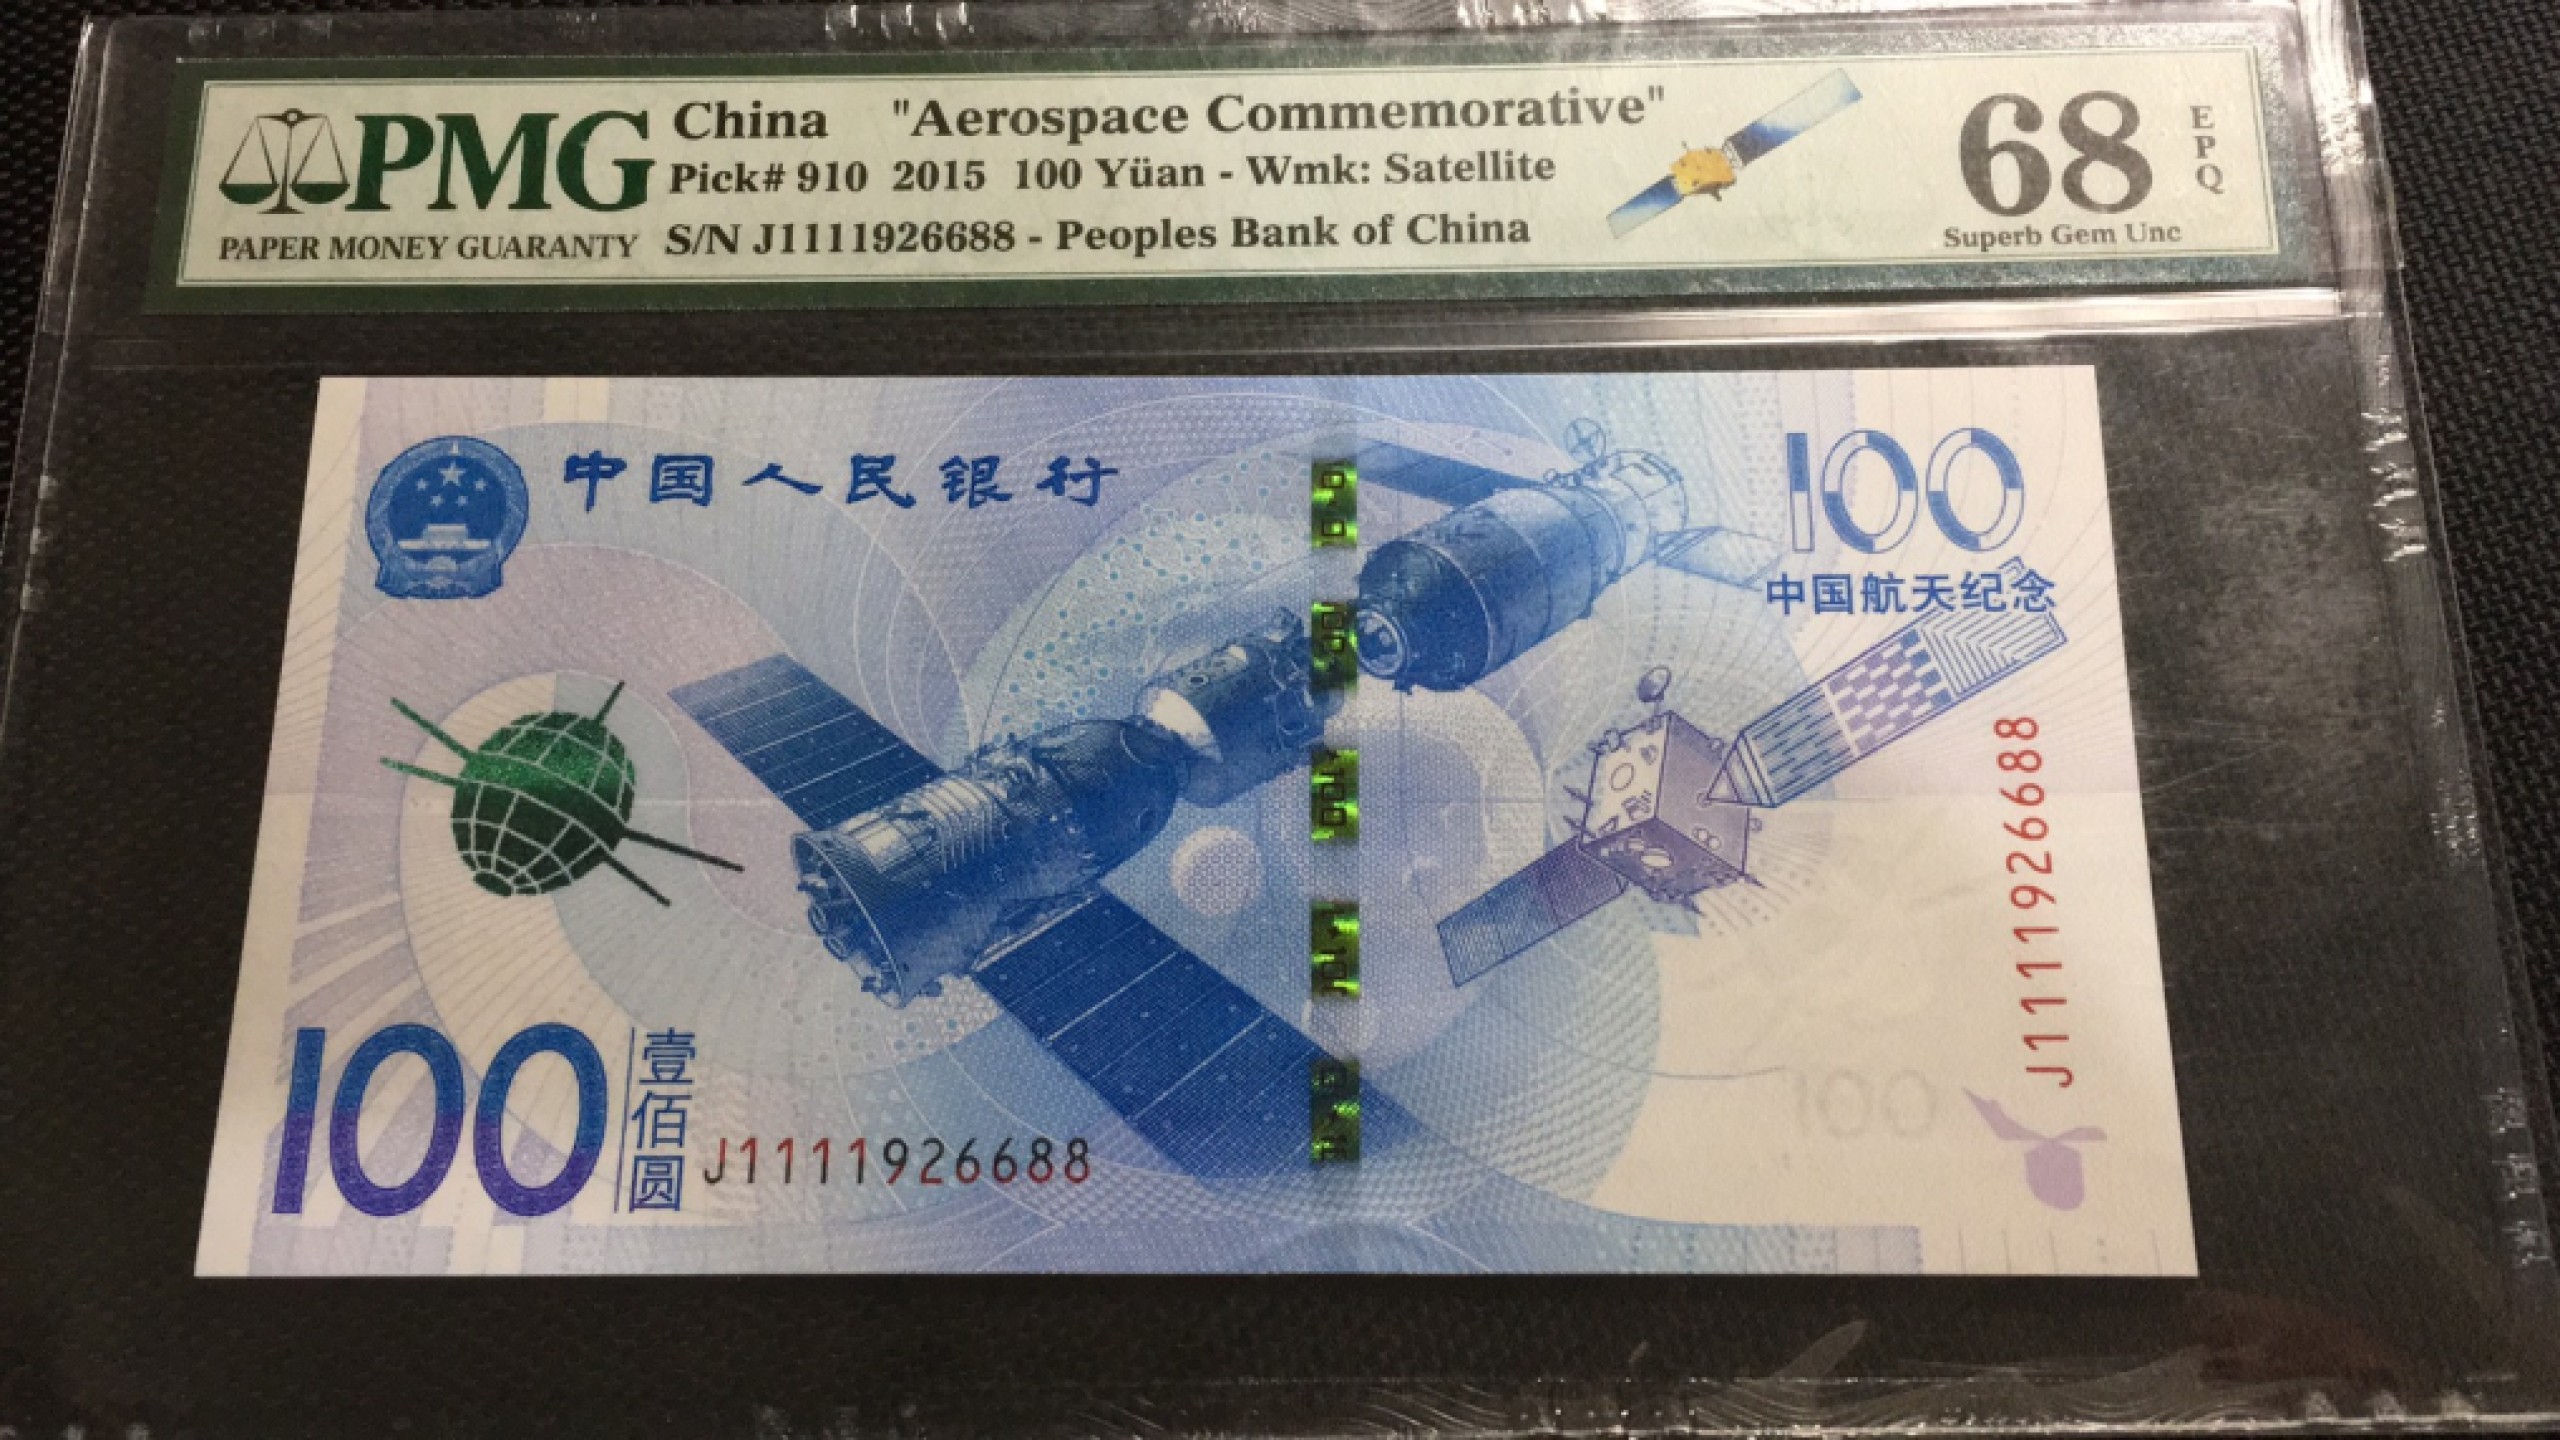 PMG
PAPER MONEY GUARANTY
China "Aerospace Commemorative"
Pick# 910 2015 100 Yüan - Wmk: Satellite
S/N J1111926688 - Peoples Bank of China
68
EPQ
Superb Gem Unc
中国人民银行
100
中国航天纪念
J1111926688
100
壹佰圆
J1111926688
100